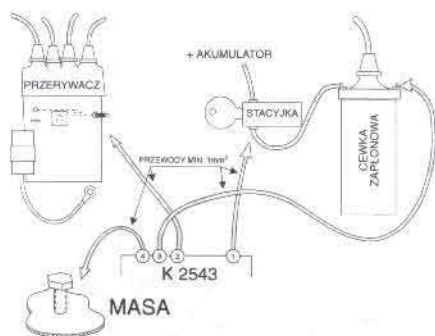 + AKUMULATOR
PRZERYWACZ
STACYJKA
CEWKA
ZAPŁONOWA
PRZEWODY MIN. 1mm²
4 3 2 1
K 2543
MASA